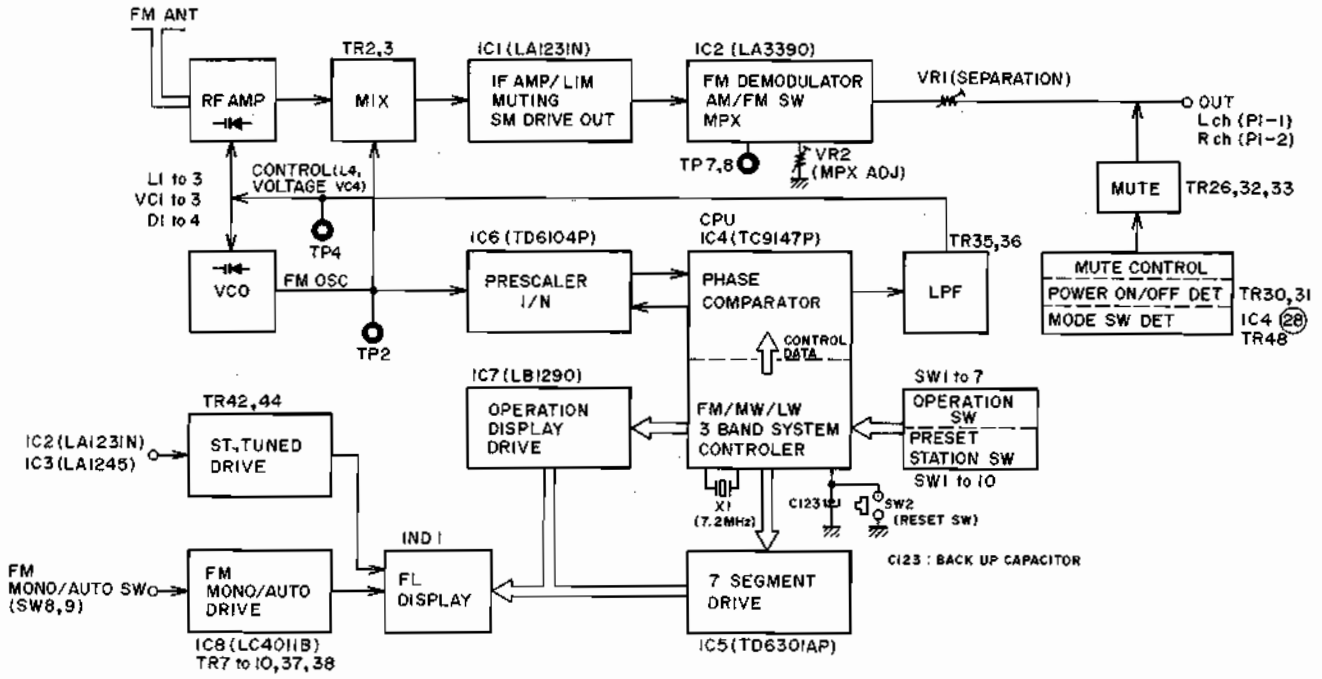 FM ANT
RF AMP
TR2,3
MIX
IC1 (LA1231N)
IF AMP/LIM
MUTING
SM DRIVE OUT
IC2 (LA3390)
FM DEMODULATOR
AM/FM SW
MPX
VR1 (SEPARATION)
OUT
L ch (P1-1)
R ch (P1-2)
TP7,8
VR2
(MPX ADJ)
MUTE
TR26,32,33
L1 to 3
VC1 to 3
D1 to 4
CONTROL (L4,
VOLTAGE VC4)
TP4
VCO
FM OSC
TP2
IC6 (TD6104P)
PRESCALER
1/N
CPU
IC4 (TC9147P)
PHASE
COMPARATOR
CONTROL
DATA
FM/MW/LW
3 BAND SYSTEM
CONTROLER
TR35,36
LPF
MUTE CONTROL
POWER ON/OFF DET
MODE SW DET
TR30,31
IC4 28
TR48
IC7 (LB1290)
OPERATION
DISPLAY
DRIVE
SW1 to 7
OPERATION
SW
PRESET
STATION SW
SW1 to 10
TR42,44
IC2 (LA1231N)
IC3 (LA1245)
ST, TUNED
DRIVE
X1
(7.2MHz)
C123
SW2
(RESET SW)
C123 : BACK UP CAPACITOR
IND 1
FL
DISPLAY
7 SEGMENT
DRIVE
IC5 (TD6301AP)
FM
MONO/AUTO SW
(SW8,9)
FM
MONO/AUTO
DRIVE
IC8 (LC4011B)
TR7 to 10,37,38